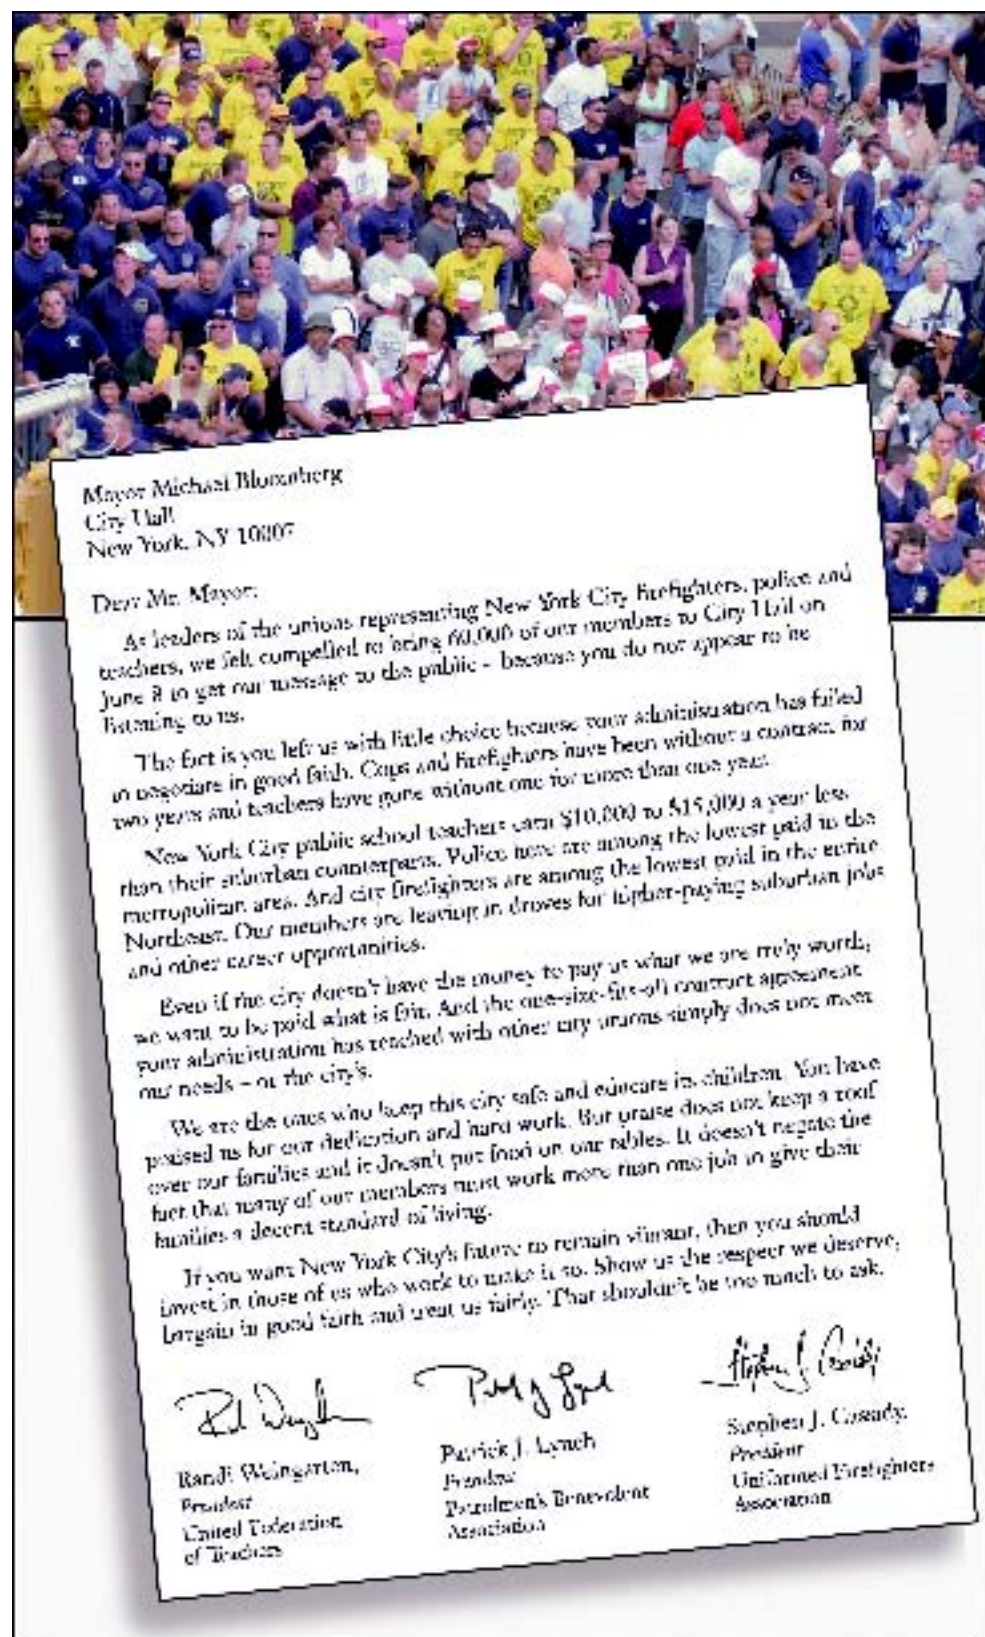 Mayor Michael Bloomberg
City Hall
New York, NY 10007
Dear Mr. Mayor:
As leaders of the unions representing New York City firefighters, police and
teachers, we felt compelled to bring 60,000 of our members to City Hall on
June 8 to get our message to the public – because you do not appear to be
listening to us.
The fact is you left us with little choice because your administration has failed
to negotiate in good faith. Cops and firefighters have been without a contract for
two years and teachers have gone without one for more than one year.
New York City public school teachers earn $10,000 to $15,000 a year less
than their suburban counterparts. Police here are among the lowest paid in the
metropolitan area. And city firefighters are among the lowest paid in the entire
Northeast. Our members are leaving in droves for higher-paying suburban jobs
and other career opportunities.
Even if the city doesn't have the money to pay us what we are truly worth,
we want to be paid what is fair. And the one-size-fits-all contract agreement
your administration has reached with other city unions simply does not meet
our needs – or the city's.
We are the ones who keep this city safe and educate its children. You have
praised us for our dedication and hard work. But praise does not keep a roof
over our families and it doesn't put food on our tables. It doesn't negate the
fact that many of our members must work more than one job to give their
families a decent standard of living.
If you want New York City's future to remain vibrant, then you should
invest in those of us who work to make it so. Show us the respect we deserve,
bargain in good faith and treat us fairly. That shouldn't be too much to ask.
Randi Weingarten,
President
United Federation
of Teachers
Patrick J. Lynch
President
Patrolmen's Benevolent
Association
Stephen J. Cassidy,
President
Uniformed Firefighters
Association